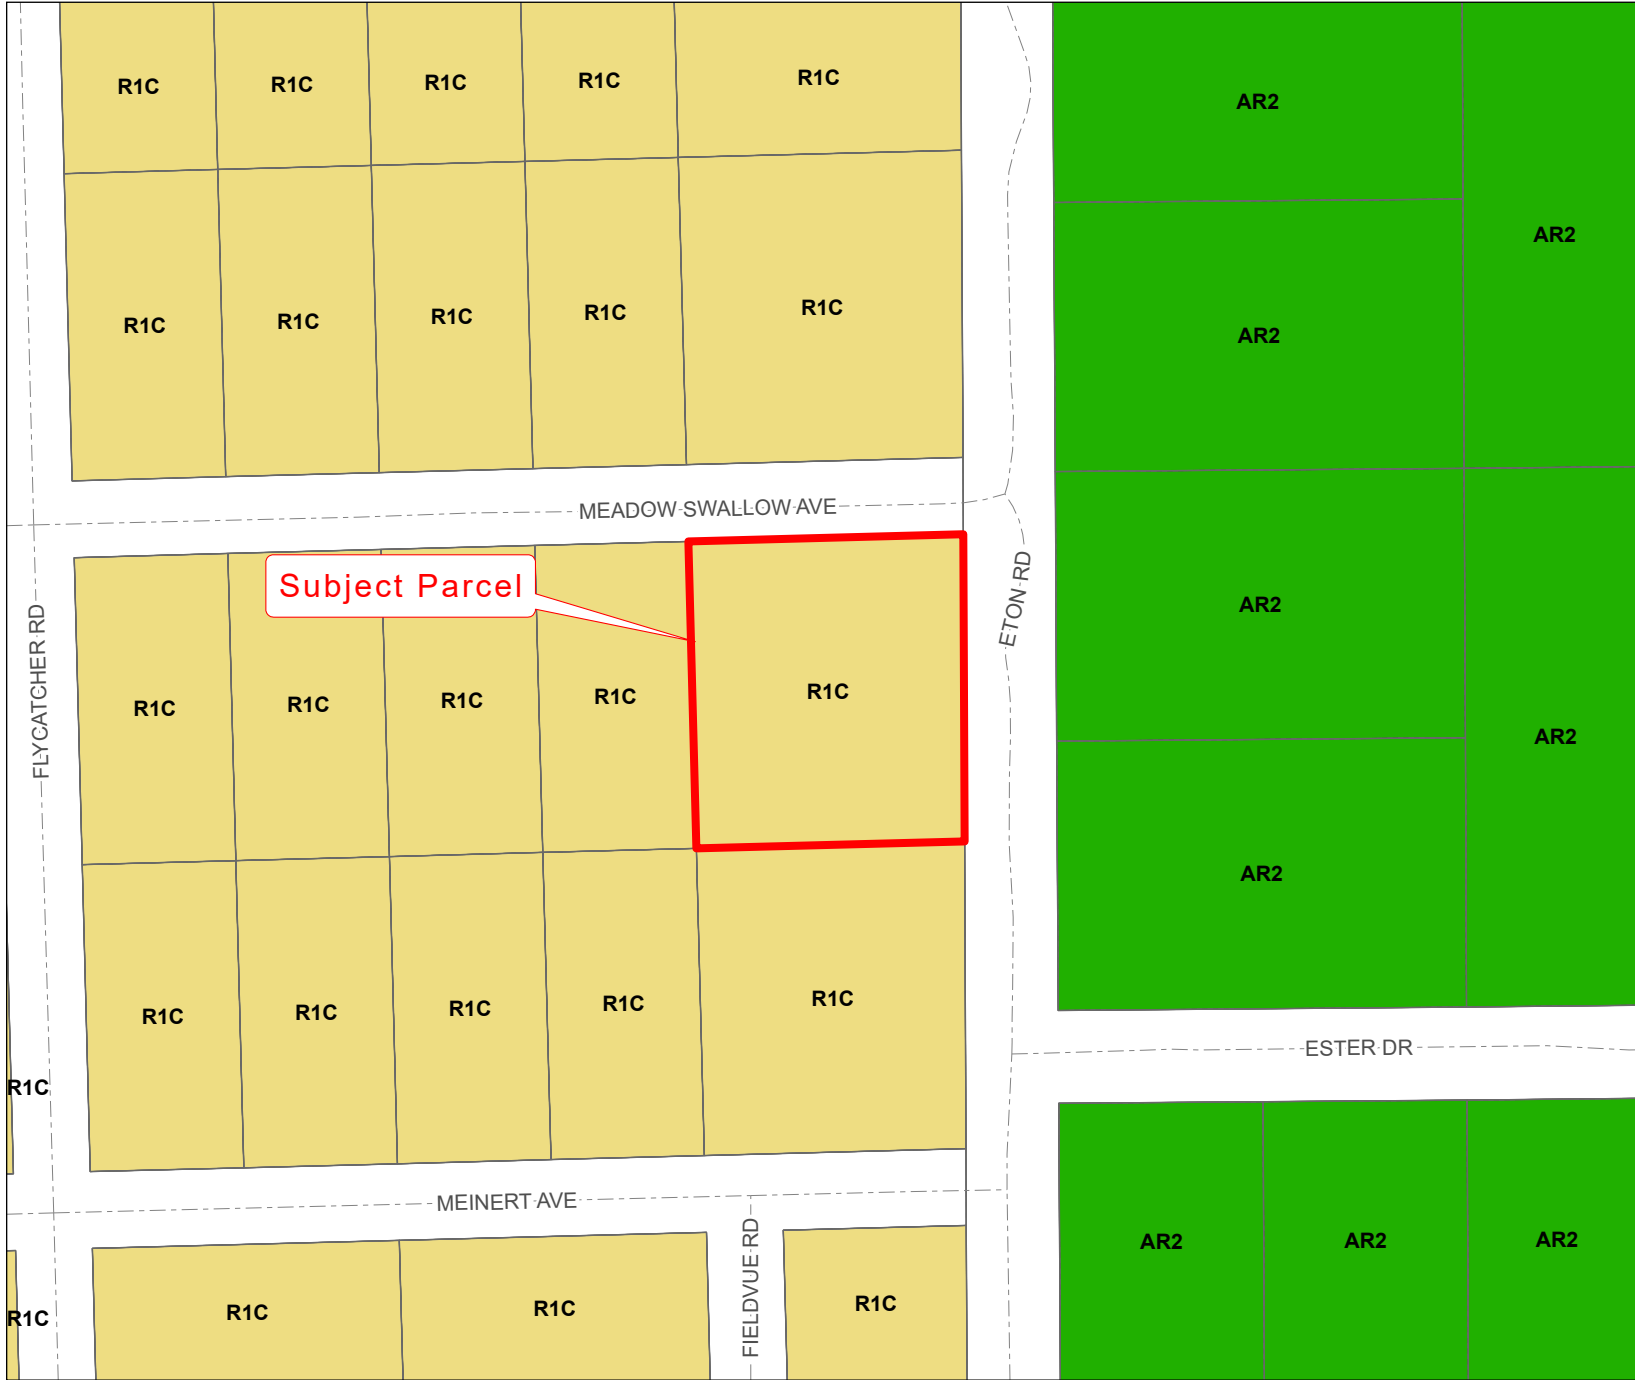 R1C R1C R1C R1C R1C
AR2
AR2
R1C R1C R1C R1C R1C
AR2
MEADOW SWALLOW AVE
Subject Parcel
ETON RD
AR2
FLYCATCHER RD
R1C R1C R1C R1C R1C
AR2
AR2
R1C R1C R1C R1C R1C
ESTER DR
R1C
MEINERT AVE
FIELDVUE RD
AR2 AR2 AR2
R1C R1C R1C R1C